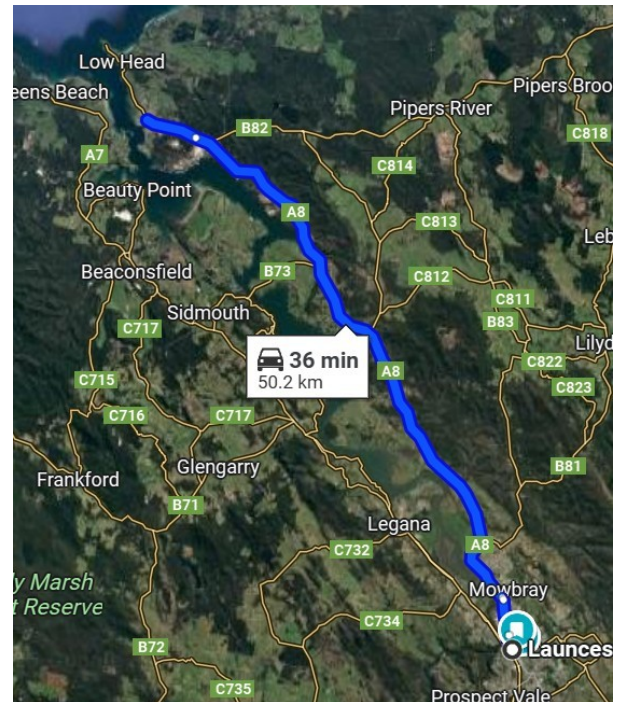 Low Head
eens Beach
Pipers Broo
Pipers River
B82
C818
A7
C814
Beauty Point
A8
C813
Leb
Beaconsfield
B73
C812
Sidmouth
C811
C717
B83
Lilyd
36 min
50.2 km
C822
A8
C715
C823
C716
C717
Glengarry
B81
Frankford
B71
Legana
A8
C732
y Marsh
t Reserve
Mowbray
C734
B72
Launces
C735
Prospect Vale